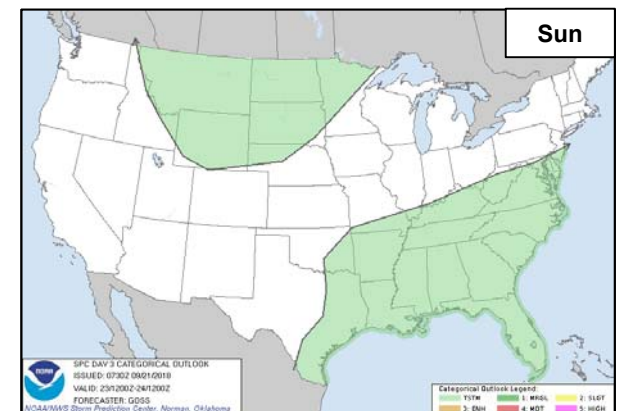 Sun
SPC DAY 3 CATEGORICAL OUTLOOK
ISSUED: 0730Z 09/21/2018
VALID: 23/1200Z-24/1200Z
FORECASTER: GOSS
NOAA/NWS Storm Prediction Center, Norman, Oklahoma
NOAA
Categorical Outlook Legend:
TSTM 1: MRGL 2: SLGT
3: ENH 4: MDT 5: HIGH